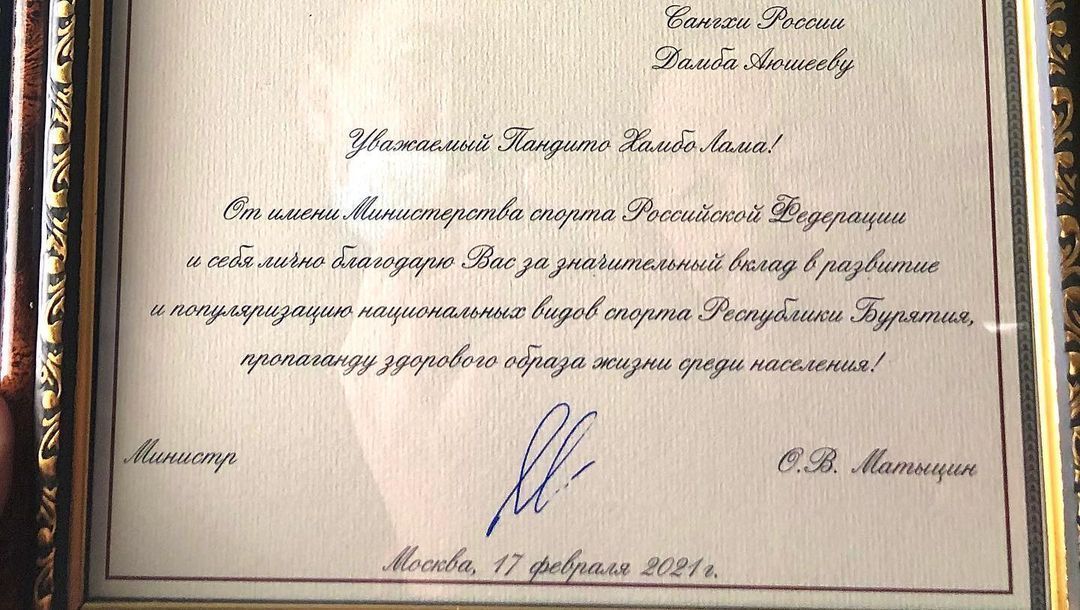 Сангхи России
Дамба Аюшееву
Уважаемый Пандито Хамбо Лама!
От имени Министерства спорта Российской Федерации
и себя лично благодарю Вас за значительный вклад в развитие
и популяризацию национальных видов спорта Республики Бурятия,
пропаганду здорового образа жизни среди населения!
Министр
О.В. Матыцин
Москва, 17 февраля 2021 г.